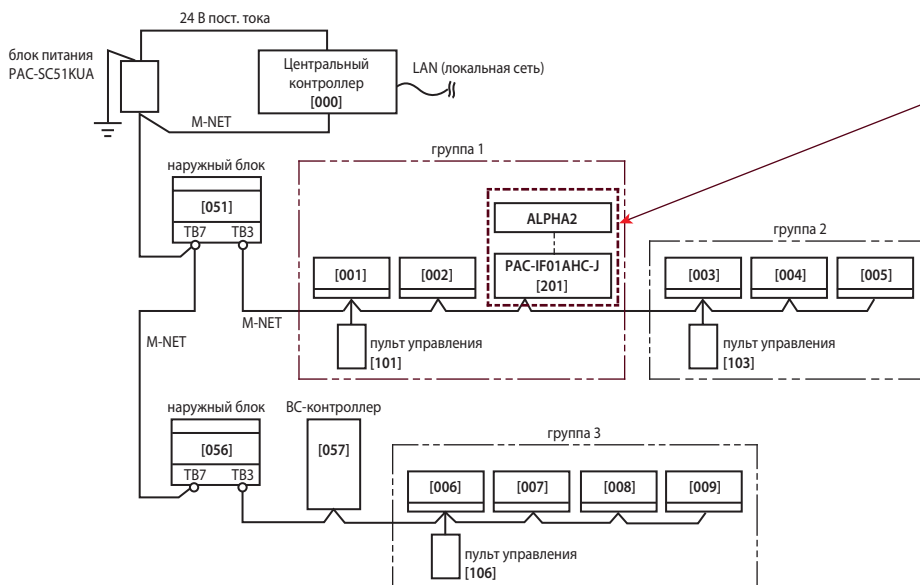 24 В пост. тока
блок питания
PAC-SC51KUA
Центральный
контроллер
[000]
LAN (локальная сеть)
M-NET
группа 1
наружный блок
[051]
TB7 TB3
ALPHA2
PAC-IF01AHC-J
[201]
группа 2
[001] [002]
[003] [004] [005]
M-NET
M-NET
пульт управления
[101]
пульт управления
[103]
наружный блок
[056]
TB7 TB3
BC-контроллер
[057]
группа 3
[006] [007] [008] [009]
пульт управления
[106]